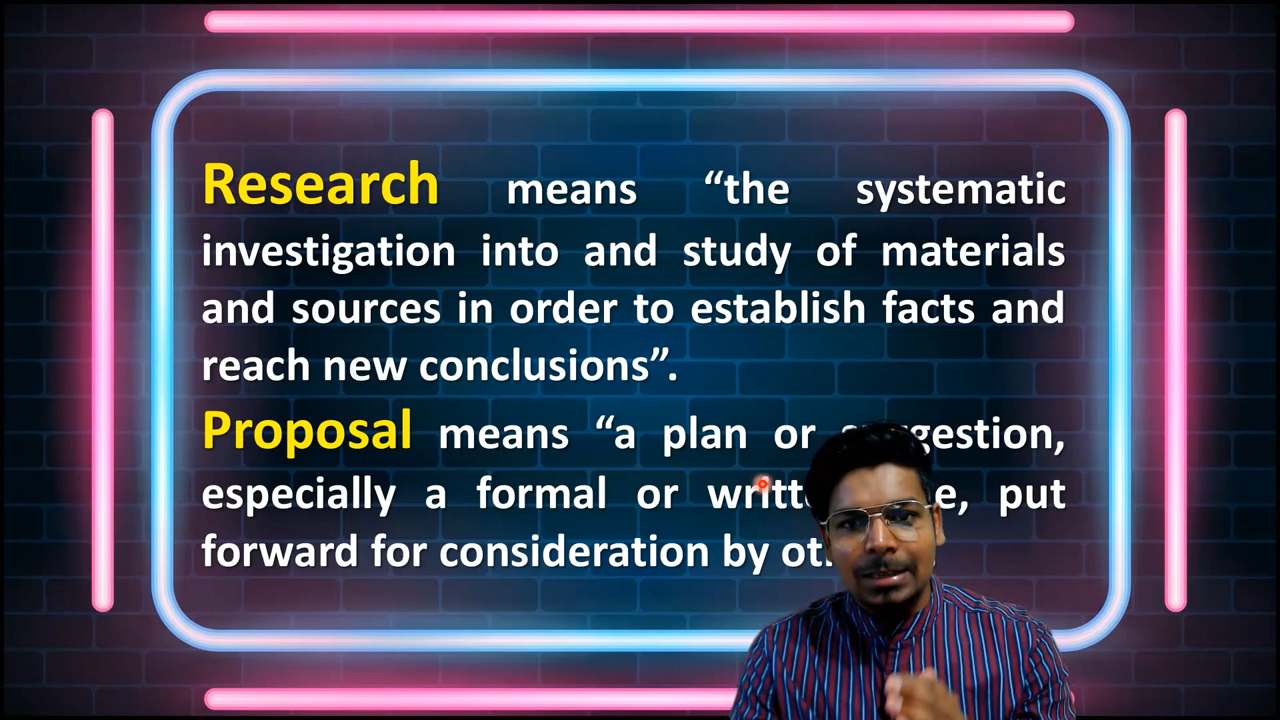 Research means “the systematic
investigation into and study of materials
and sources in order to establish facts and
reach new conclusions”.
Proposal means “a plan or
especially a formal or put
forward for consideration by